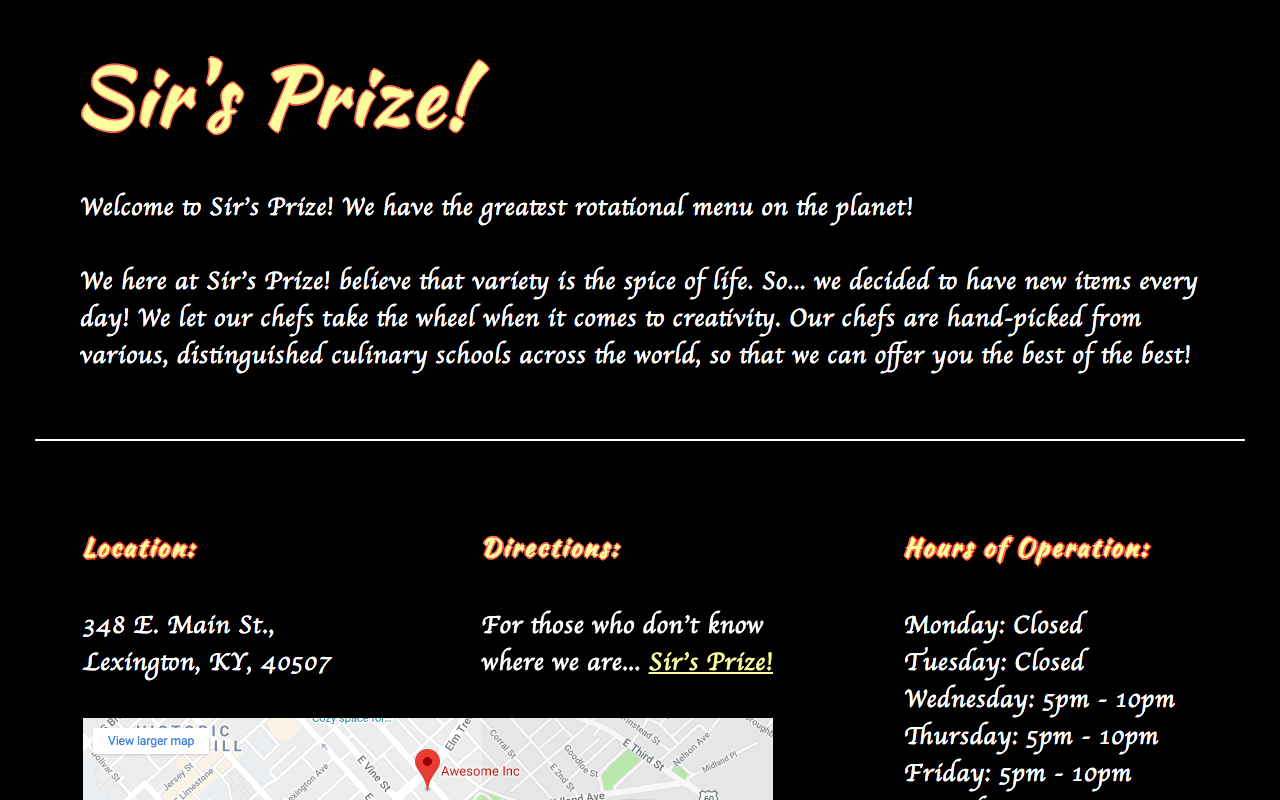 Sir's Prize!
Welcome to Sir's Prize! We have the greatest rotational menu on the planet!
We here at Sir's Prize! believe that variety is the spice of life. So... we decided to have new items every
day! We let our chefs take the wheel when it comes to creativity. Our chefs are hand-picked from
various, distinguished culinary schools across the world, so that we can offer you the best of the best!
Location:
348 E. Main St.,
Lexington, KY, 40507
Directions:
For those who don't know
where we are... Sir's Prize!
Hours of Operation:
Monday: Closed
Tuesday: Closed
Wednesday: 5pm - 10pm
Thursday: 5pm - 10pm
Friday: 5pm - 10pm
View larger map
Awesome Inc
Elm Tree
Corral St
E Third St
Nelson Ave
Midland Pl
Goodloe St
E 2nd St
E Vine St
Lexington Ave
Jersey St
S Limestone
Bolivar St
60